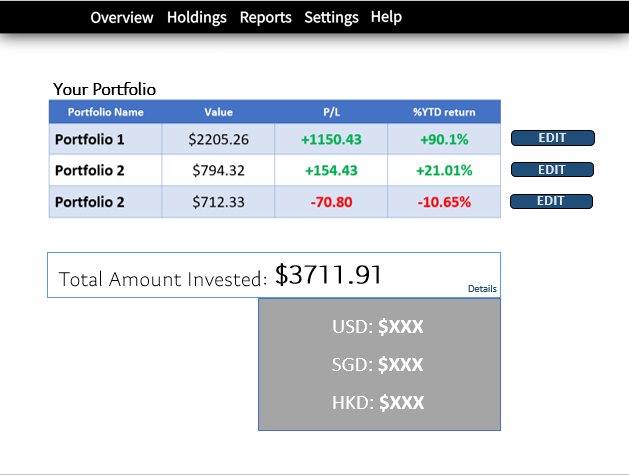 Overview Holdings Reports Settings Help
Your Portfolio
Portfolio Name Value P/L %YTD return
Portfolio 1 $2205.26 +1150.43 +90.1% EDIT
Portfolio 2 $794.32 +154.43 +21.01% EDIT
Portfolio 2 $712.33 -70.80 -10.65% EDIT
Total Amount Invested: $3711.91
Details
USD: $XXX
SGD: $XXX
HKD: $XXX